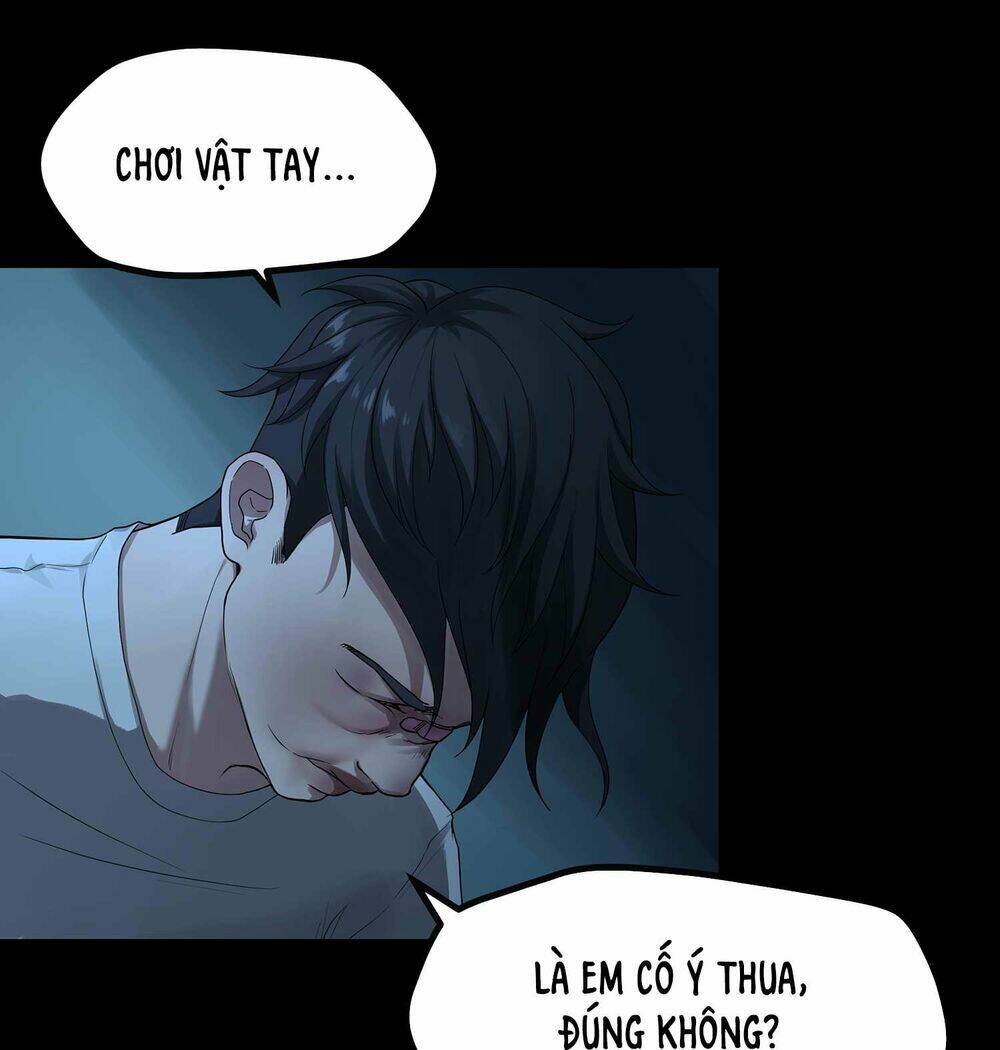 CHƠI VẬT TAY...
LÀ EM CỐ Ý THUA,
ĐÚNG KHÔNG?